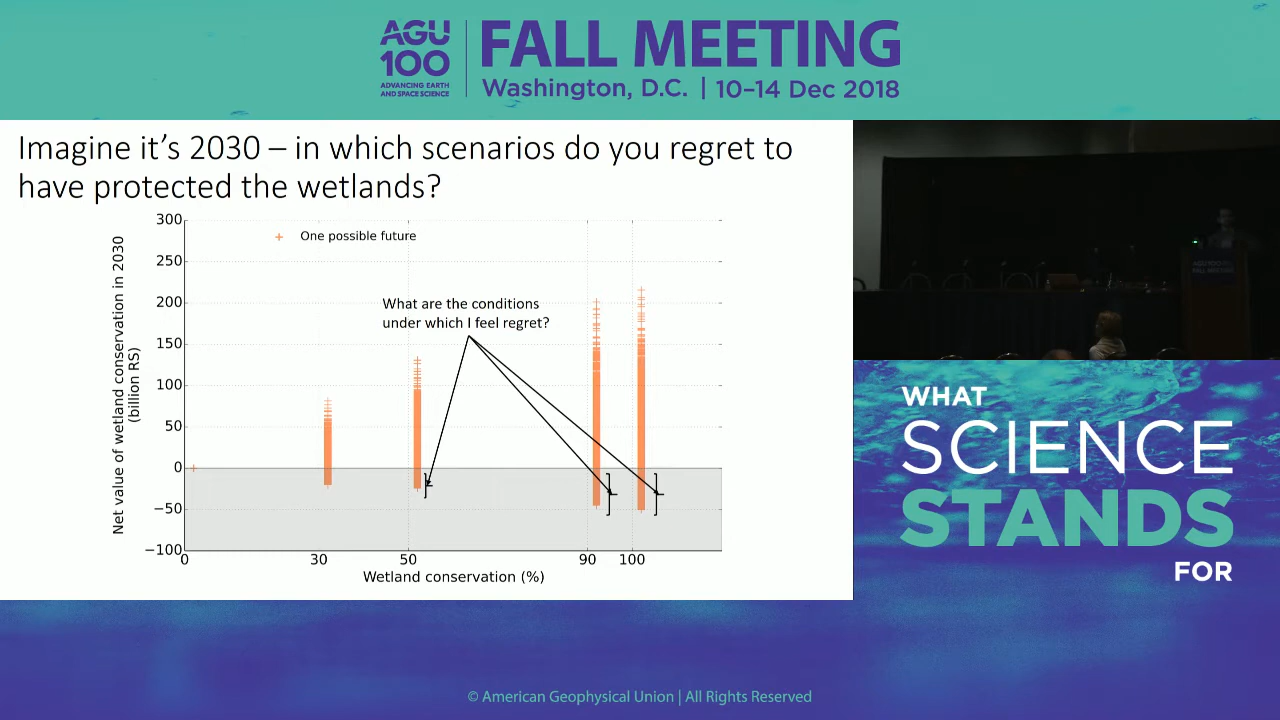 AGU
100
ADVANCING EARTH
AND SPACE SCIENCE
FALL MEETING
Washington, D.C. | 10–14 Dec 2018
Imagine it's 2030 – in which scenarios do you regret to
have protected the wetlands?
Net value of wetland conservation in 2030
(billion RS)
300
250
200
150
100
50
0
−50
−100
One possible future
What are the conditions
under which I feel regret?
0 30 50 90 100
Wetland conservation (%)
AGU100
FALL MEETING
WHAT
SCIENCE
STANDS
FOR
© American Geophysical Union | All Rights Reserved